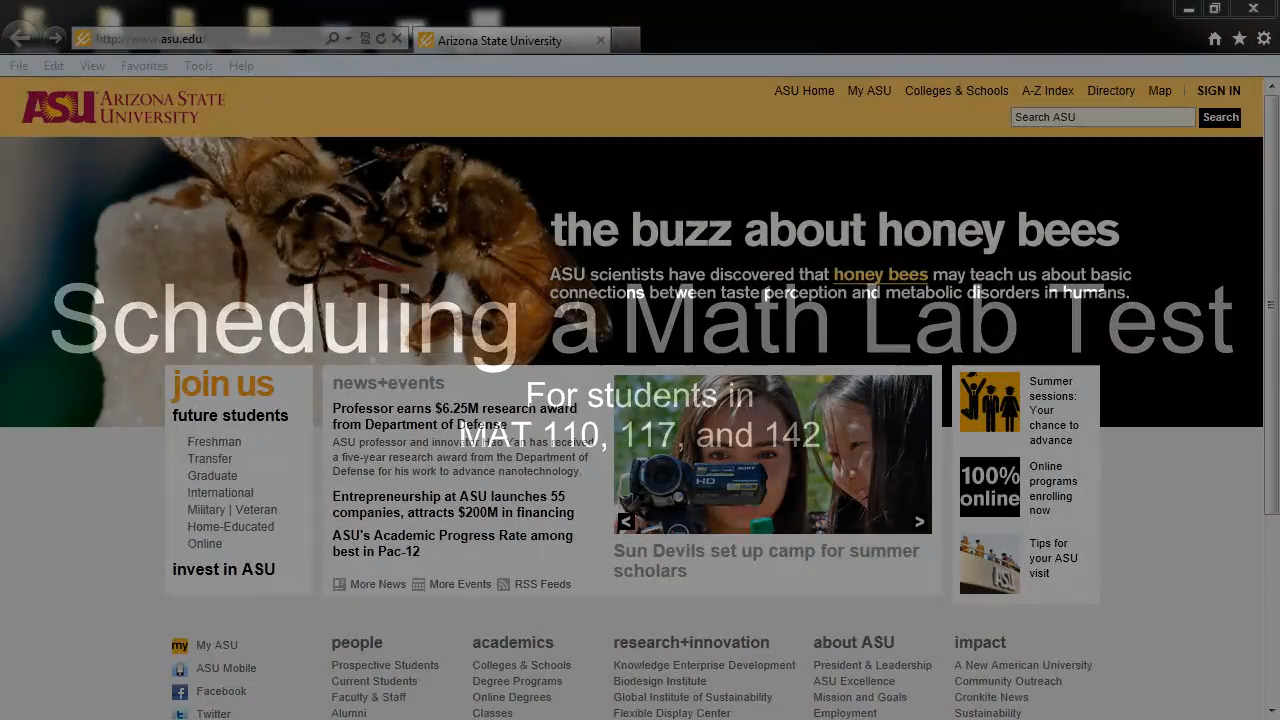 http://www.asu.edu/
Arizona State University
File Edit View Favorites Tools Help
ASU ARIZONA STATE
UNIVERSITY
ASU Home My ASU Colleges & Schools A-Z Index Directory Map SIGN IN
Search ASU
Search
the buzz about honey bees
ASU scientists have discovered that honey bees may teach us about basic
connections between taste perception and metabolic disorders in humans.
Scheduling a Math Lab Test
For students in
MAT 110, 117, and 142
join us
future students
Freshman
Transfer
Graduate
International
Military | Veteran
Home-Educated
Online
invest in ASU
news+events
Professor earns $6.25M research award
from Department of Defense
ASU professor and innovator Hao Yan has received
a five-year research award from the Department of
Defense for his work to advance nanotechnology.
Entrepreneurship at ASU launches 55
companies, attracts $200M in financing
ASU's Academic Progress Rate among
best in Pac-12
More News More Events RSS Feeds
SONY
HD
< >
Sun Devils set up camp for summer
scholars
Summer
sessions:
Your
chance to
advance
100%
online
Online
programs
enrolling
now
ASU
Tips for
your ASU
visit
my My ASU
ASU Mobile
Facebook
Twitter
people
Prospective Students
Current Students
Faculty & Staff
Alumni
academics
Colleges & Schools
Degree Programs
Online Degrees
Classes
research+innovation
Knowledge Enterprise Development
Biodesign Institute
Global Institute of Sustainability
Flexible Display Center
about ASU
President & Leadership
ASU Excellence
Mission and Goals
Employment
impact
A New American University
Community Outreach
Cronkite News
Sustainability